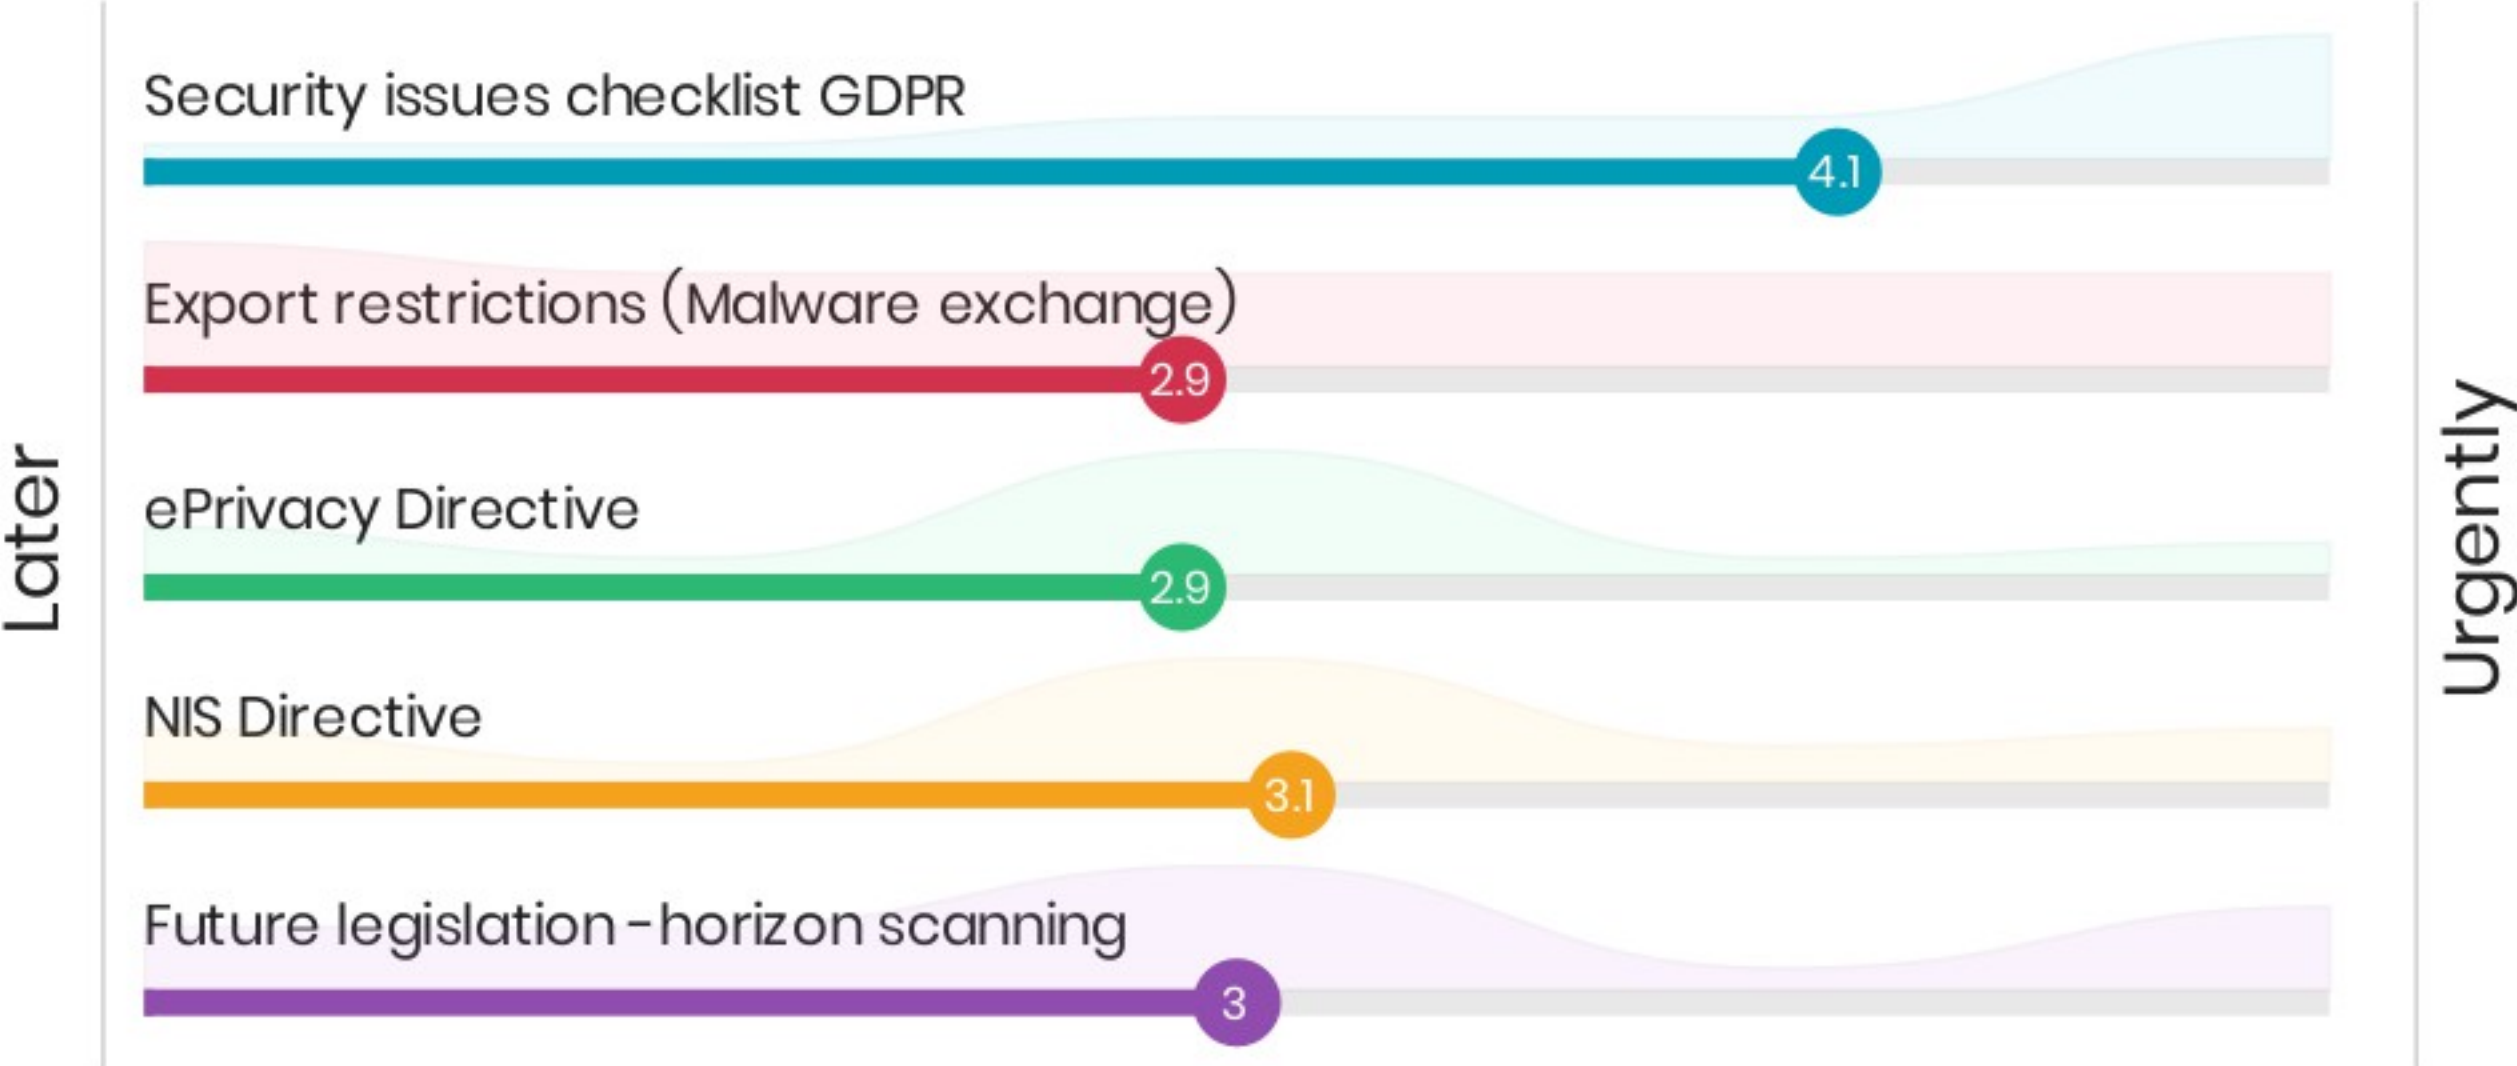 Later
Security issues checklist GDPR
4.1
Export restrictions (Malware exchange)
2.9
ePrivacy Directive
2.9
NIS Directive
3.1
Future legislation -horizon scanning
3
Urgently